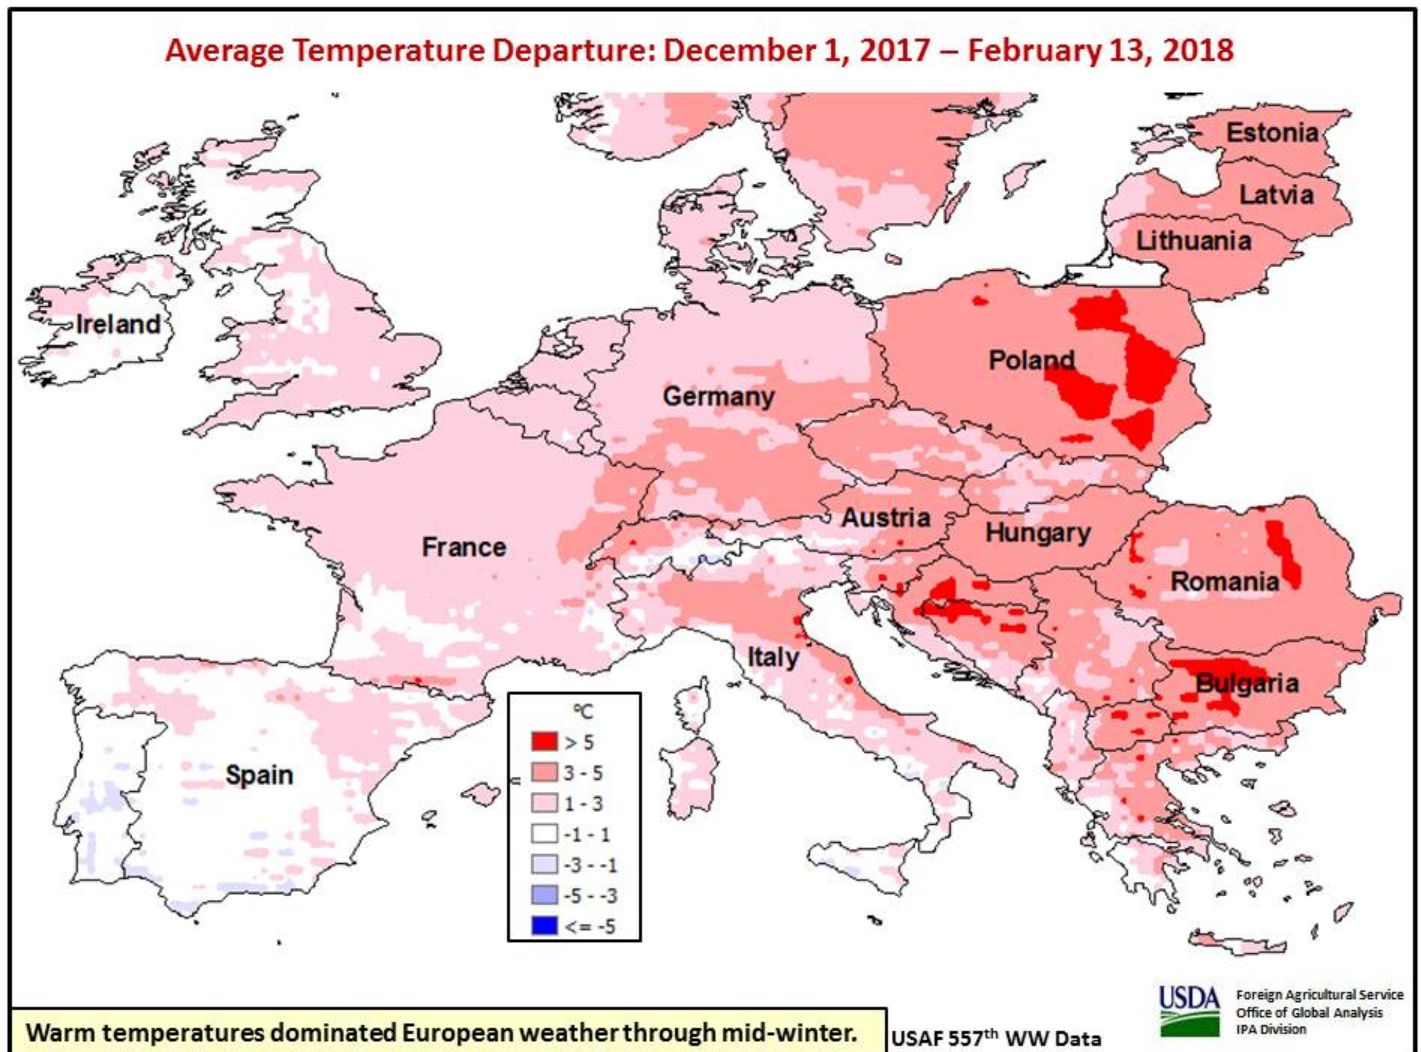 Average Temperature Departure: December 1, 2017 – February 13, 2018
Estonia
Latvia
Lithuania
Ireland
Poland
Germany
Austria
Hungary
France
Romania
Italy
Bulgaria
Spain
°C
> 5
3 - 5
1 - 3
-1 - 1
-3 - -1
-5 - -3
<= -5
USDA
Foreign Agricultural Service
Office of Global Analysis
IPA Division
Warm temperatures dominated European weather through mid-winter.
USAF 557th WW Data